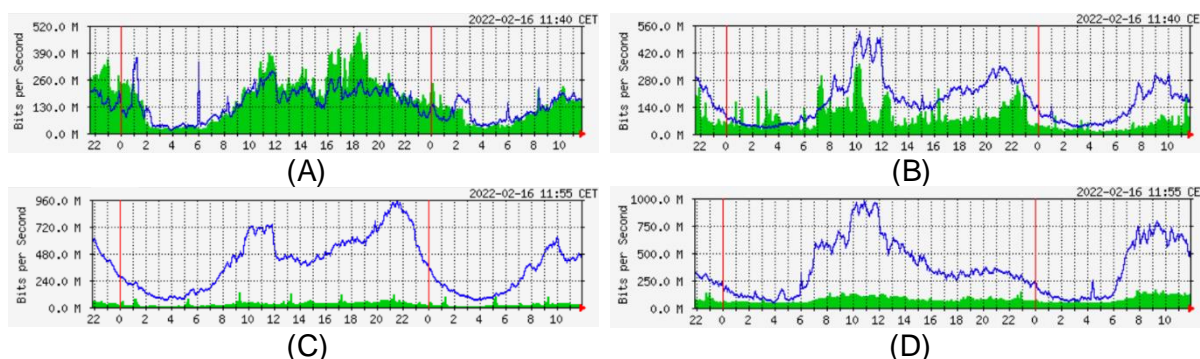 2022-02-16 11:40 CET
520.0 M
390.0 M
260.0 M
130.0 M
0.0 M
Bits per Second
22 0 2 4 6 8 10 12 14 16 18 20 22 0 2 4 6 8 10
(A)
2022-02-16 11:40 CE
560.0 M
420.0 M
280.0 M
140.0 M
0.0 M
Bits per Second
22 0 2 4 6 8 10 12 14 16 18 20 22 0 2 4 6 8 10
(B)
2022-02-16 11:55 CET
960.0 M
720.0 M
480.0 M
240.0 M
0.0 M
Bits per Second
22 0 2 4 6 8 10 12 14 16 18 20 22 0 2 4 6 8 10
(C)
2022-02-16 11:55 CET
1000.0 M
750.0 M
500.0 M
250.0 M
0.0 M
Bits per Second
22 0 2 4 6 8 10 12 14 16 18 20 22 0 2 4 6 8 10
(D)